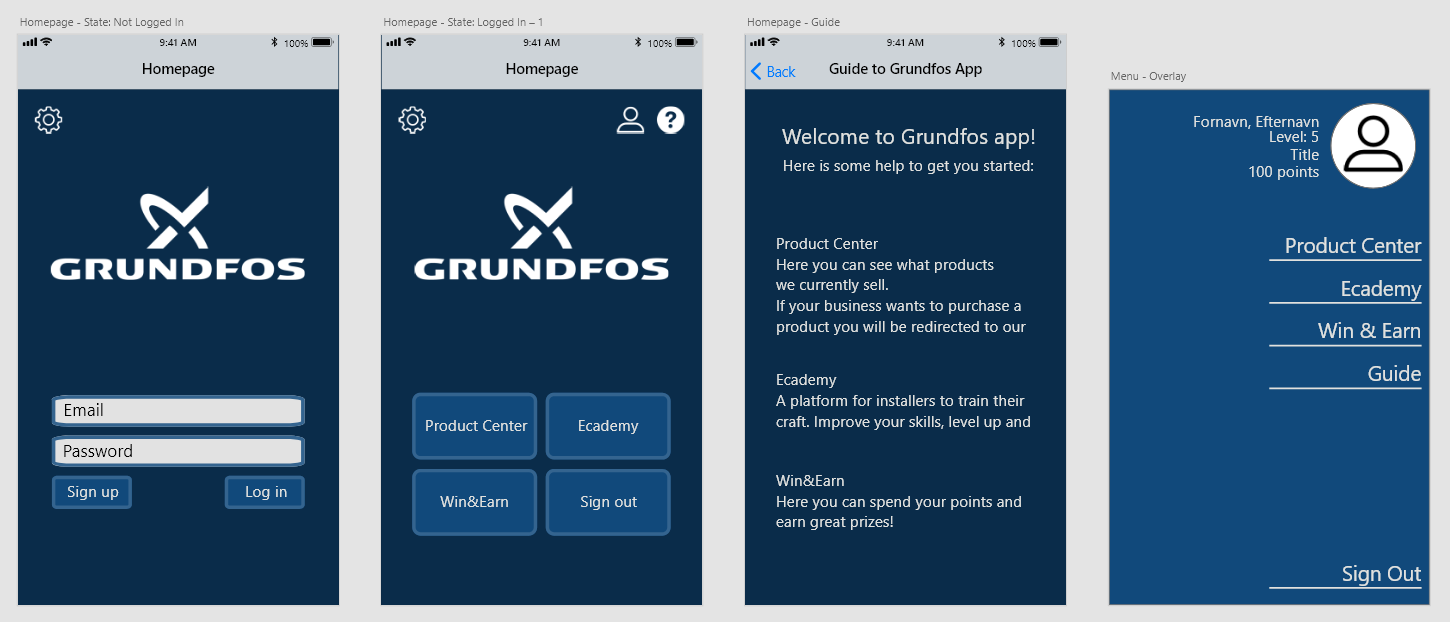 Homepage - State: Not Logged In
9:41 AM
100%
Homepage
GRUNDFOS
Email
Password
Sign up
Log in
Homepage - State: Logged In – 1
9:41 AM
100%
Homepage
?
GRUNDFOS
Product Center
Ecademy
Win&Earn
Sign out
Homepage - Guide
9:41 AM
100%
Back
Guide to Grundfos App
Welcome to Grundfos app!
Here is some help to get you started:
Product Center
Here you can see what products
we currently sell.
If your business wants to purchase a
product you will be redirected to our
Ecademy
A platform for installers to train their
craft. Improve your skills, level up and
Win&Earn
Here you can spend your points and
earn great prizes!
Menu - Overlay
Fornavn, Efternavn
Level: 5
Title
100 points
Product Center
Ecademy
Win & Earn
Guide
Sign Out